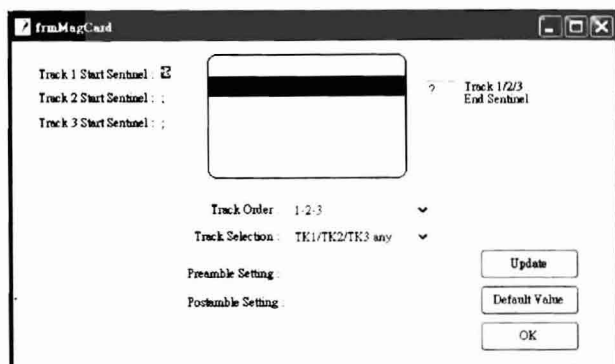 frmMagCard
Track 1 Start Sentinel :
Track 2 Start Sentinel : ;
Track 3 Start Sentinel : ;
? Track 1/2/3
End Sentinel
Track Order 1-2-3
Track Selection : TK1/TK2/TK3 any
Preamble Setting :
Postamble Setting :
Update
Default Value
OK